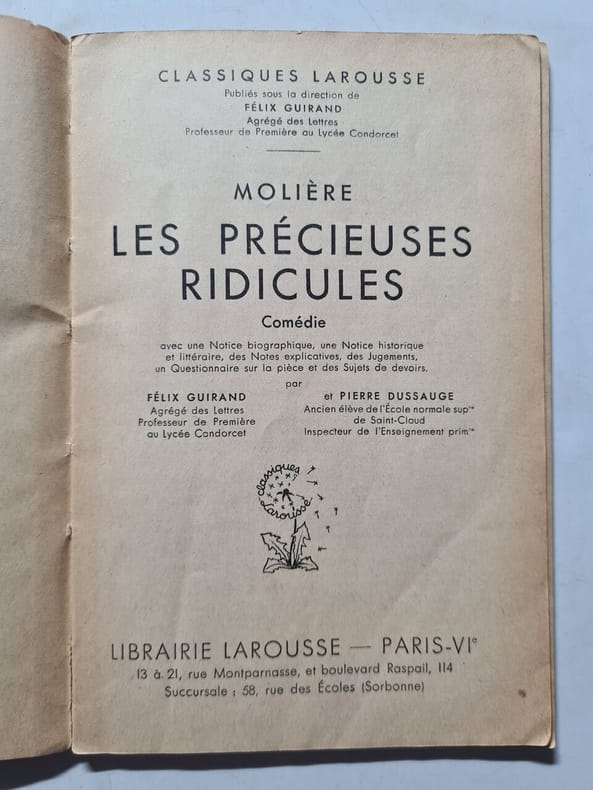 CLASSIQUES LAROUSSE
Publiés sous la direction de
FÉLIX GUIRAND
Agrégé des Lettres
Professeur de Première au Lycée Condorcet
MOLIÈRE
LES PRÉCIEUSES
RIDICULES
Comédie
avec une Notice biographique, une Notice historique
et littéraire, des Notes explicatives, des Jugements,
un Questionnaire sur la pièce et des Sujets de devoirs,
par
FÉLIX GUIRAND
Agrégé des Lettres
Professeur de Première
au Lycée Condorcet
et PIERRE DUSSAUGE
Ancien élève de l'École normale supʳᵉ
de Saint-Cloud
Inspecteur de l'Enseignement primʳᵉ
classiques
Larousse
LIBRAIRIE LAROUSSE — PARIS-VIᵉ
13 à 21, rue Montparnasse, et boulevard Raspail, 114
Succursale : 58, rue des Écoles (Sorbonne)